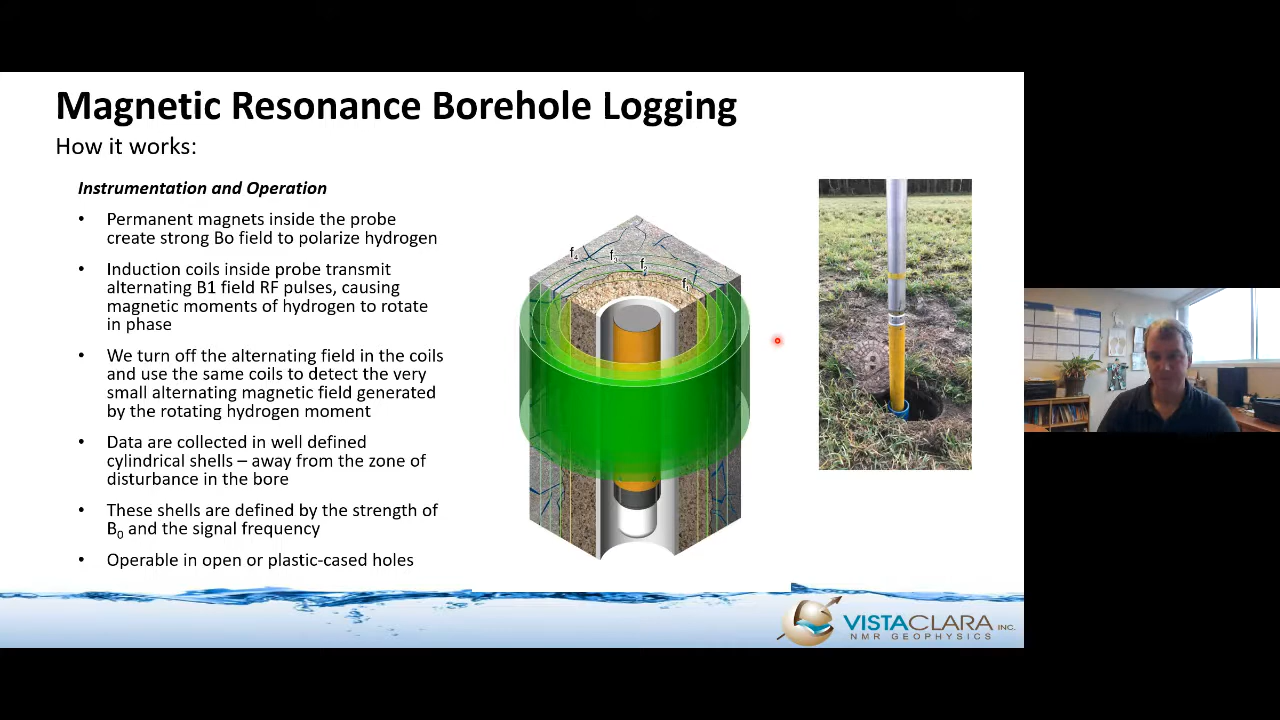 Magnetic Resonance Borehole Logging
How it works:
Instrumentation and Operation
• Permanent magnets inside the probe
create strong Bo field to polarize hydrogen
• Induction coils inside probe transmit
alternating B1 field RF pulses, causing
magnetic moments of hydrogen to rotate
in phase
• We turn off the alternating field in the coils
and use the same coils to detect the very
small alternating magnetic field generated
by the rotating hydrogen moment
• Data are collected in well defined
cylindrical shells – away from the zone of
disturbance in the bore
• These shells are defined by the strength of
B₀ and the signal frequency
• Operable in open or plastic-cased holes
f₄
f₃
f₂
f₁
VISTACLARA INC.
NMR GEOPHYSICS